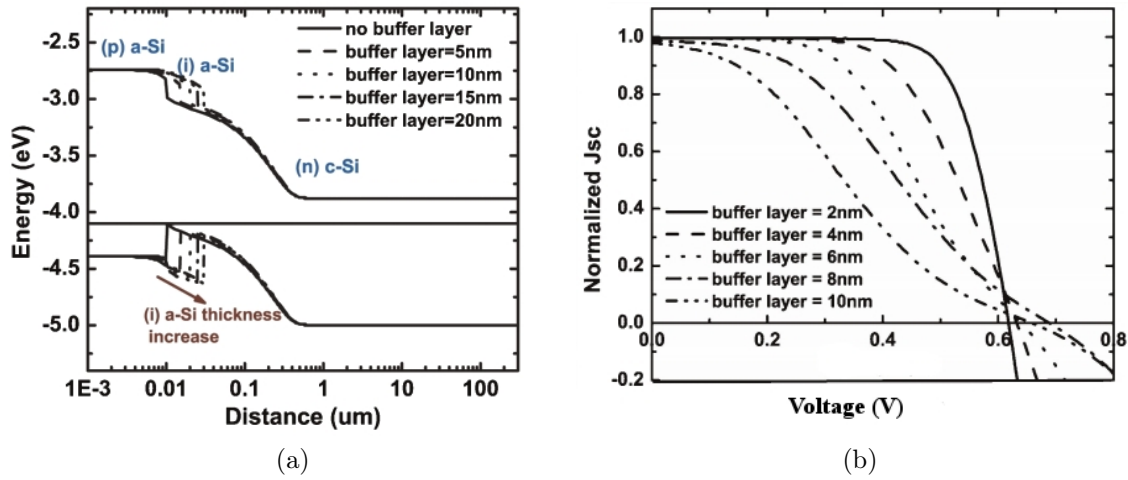 -2.5
-3.0
-3.5
-4.0
-4.5
-5.0
Energy (eV)
(p) a-Si
(i) a-Si
no buffer layer
buffer layer=5nm
buffer layer=10nm
buffer layer=15nm
buffer layer=20nm
(n) c-Si
(i) a-Si thickness
increase
1E-3 0.01 0.1 1 10 100
Distance (um)
(a)
1.0
0.8
0.6
0.4
0.2
0.0
-0.2
Normalized Jsc
buffer layer = 2nm
buffer layer = 4nm
buffer layer = 6nm
buffer layer = 8nm
buffer layer = 10nm
0.0 0.2 0.4 0.6 0.8
Voltage (V)
(b)